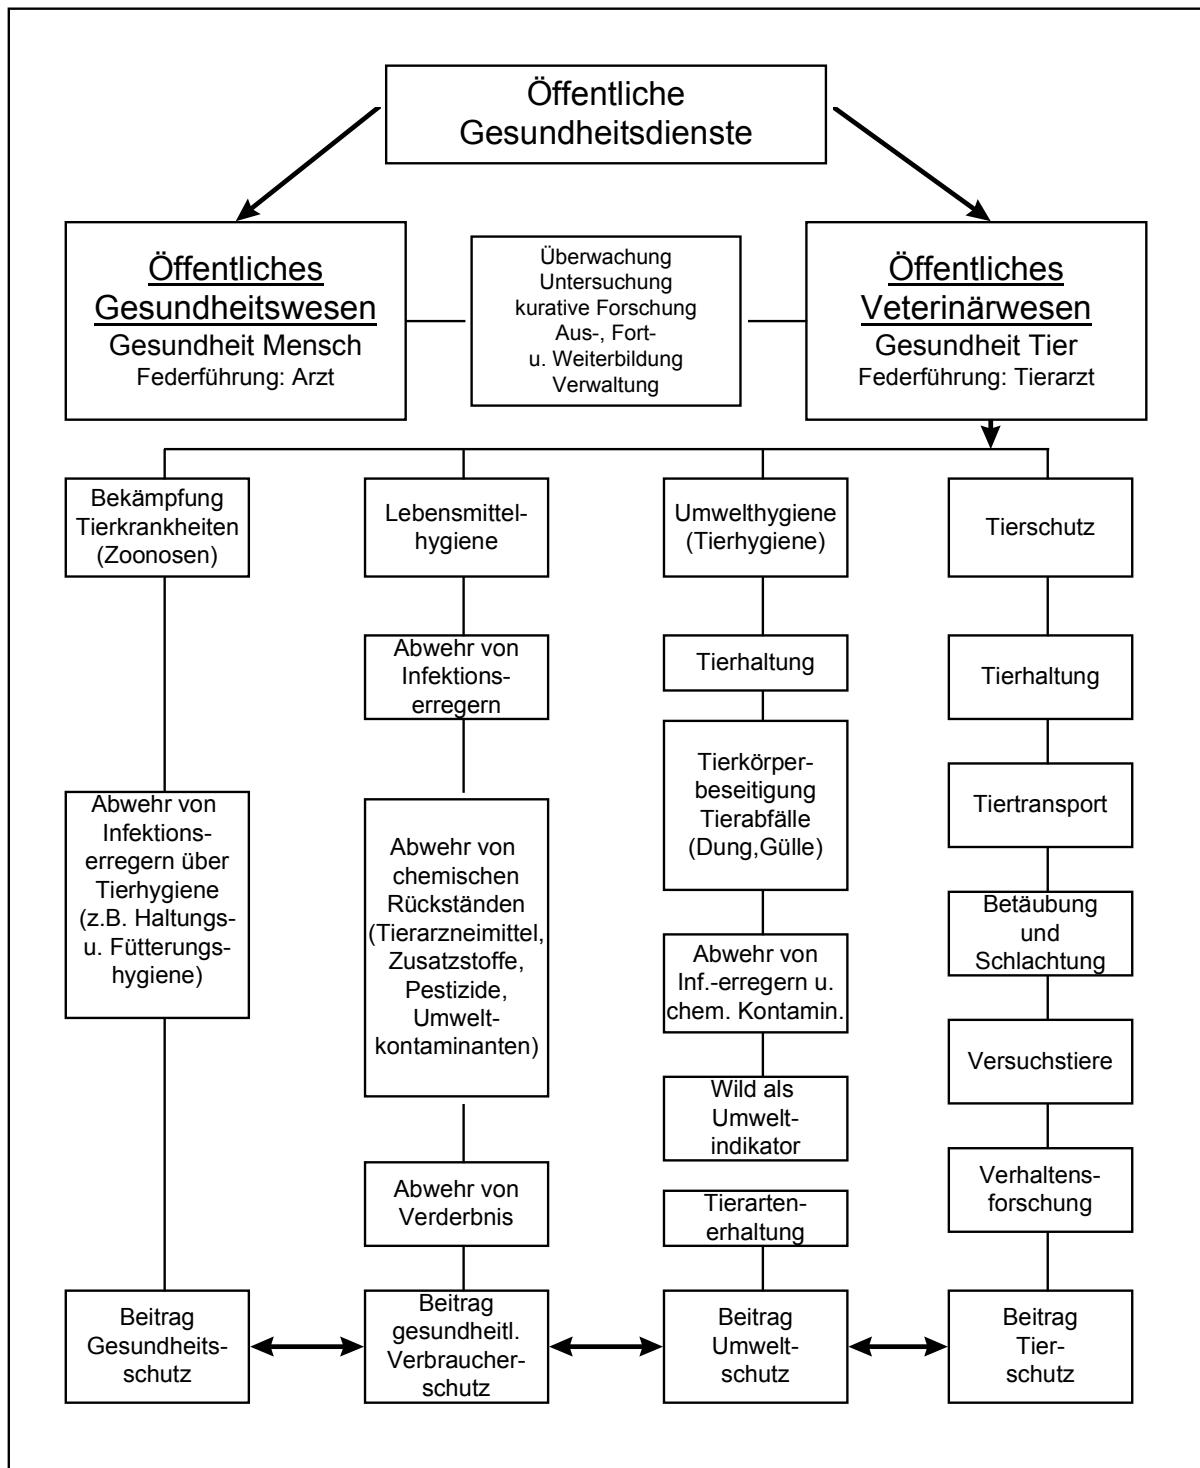 Öffentliche
Gesundheitsdienste
Öffentliches
Gesundheitswesen
Gesundheit Mensch
Federführung: Arzt
Überwachung
Untersuchung
kurative Forschung
Aus-, Fort-
u. Weiterbildung
Verwaltung
Öffentliches
Veterinärwesen
Gesundheit Tier
Federführung: Tierarzt
Bekämpfung
Tierkrankheiten
(Zoonosen)
Abwehr von
Infektions-
erregern über
Tierhygiene
(z.B. Haltungs-
u. Fütterungs-
hygiene)
Beitrag
Gesundheits-
schutz
Lebensmittel-
hygiene
Abwehr von
Infektions-
erregern
Abwehr von
chemischen
Rückständen
(Tierarzneimittel,
Zusatzstoffe,
Pestizide,
Umwelt-
kontaminanten)
Abwehr von
Verderbnis
Beitrag
gesundheitl.
Verbraucher-
schutz
Umwelthygiene
(Tierhygiene)
Tierhaltung
Tierkörper-
beseitigung
Tierabfälle
(Dung,Gülle)
Abwehr von
Inf.-erregern u.
chem. Kontamin.
Wild als
Umwelt-
indikator
Tierarten-
erhaltung
Beitrag
Umwelt-
schutz
Tierschutz
Tierhaltung
Tiertransport
Betäubung
und
Schlachtung
Versuchstiere
Verhaltens-
forschung
Beitrag
Tier-
schutz